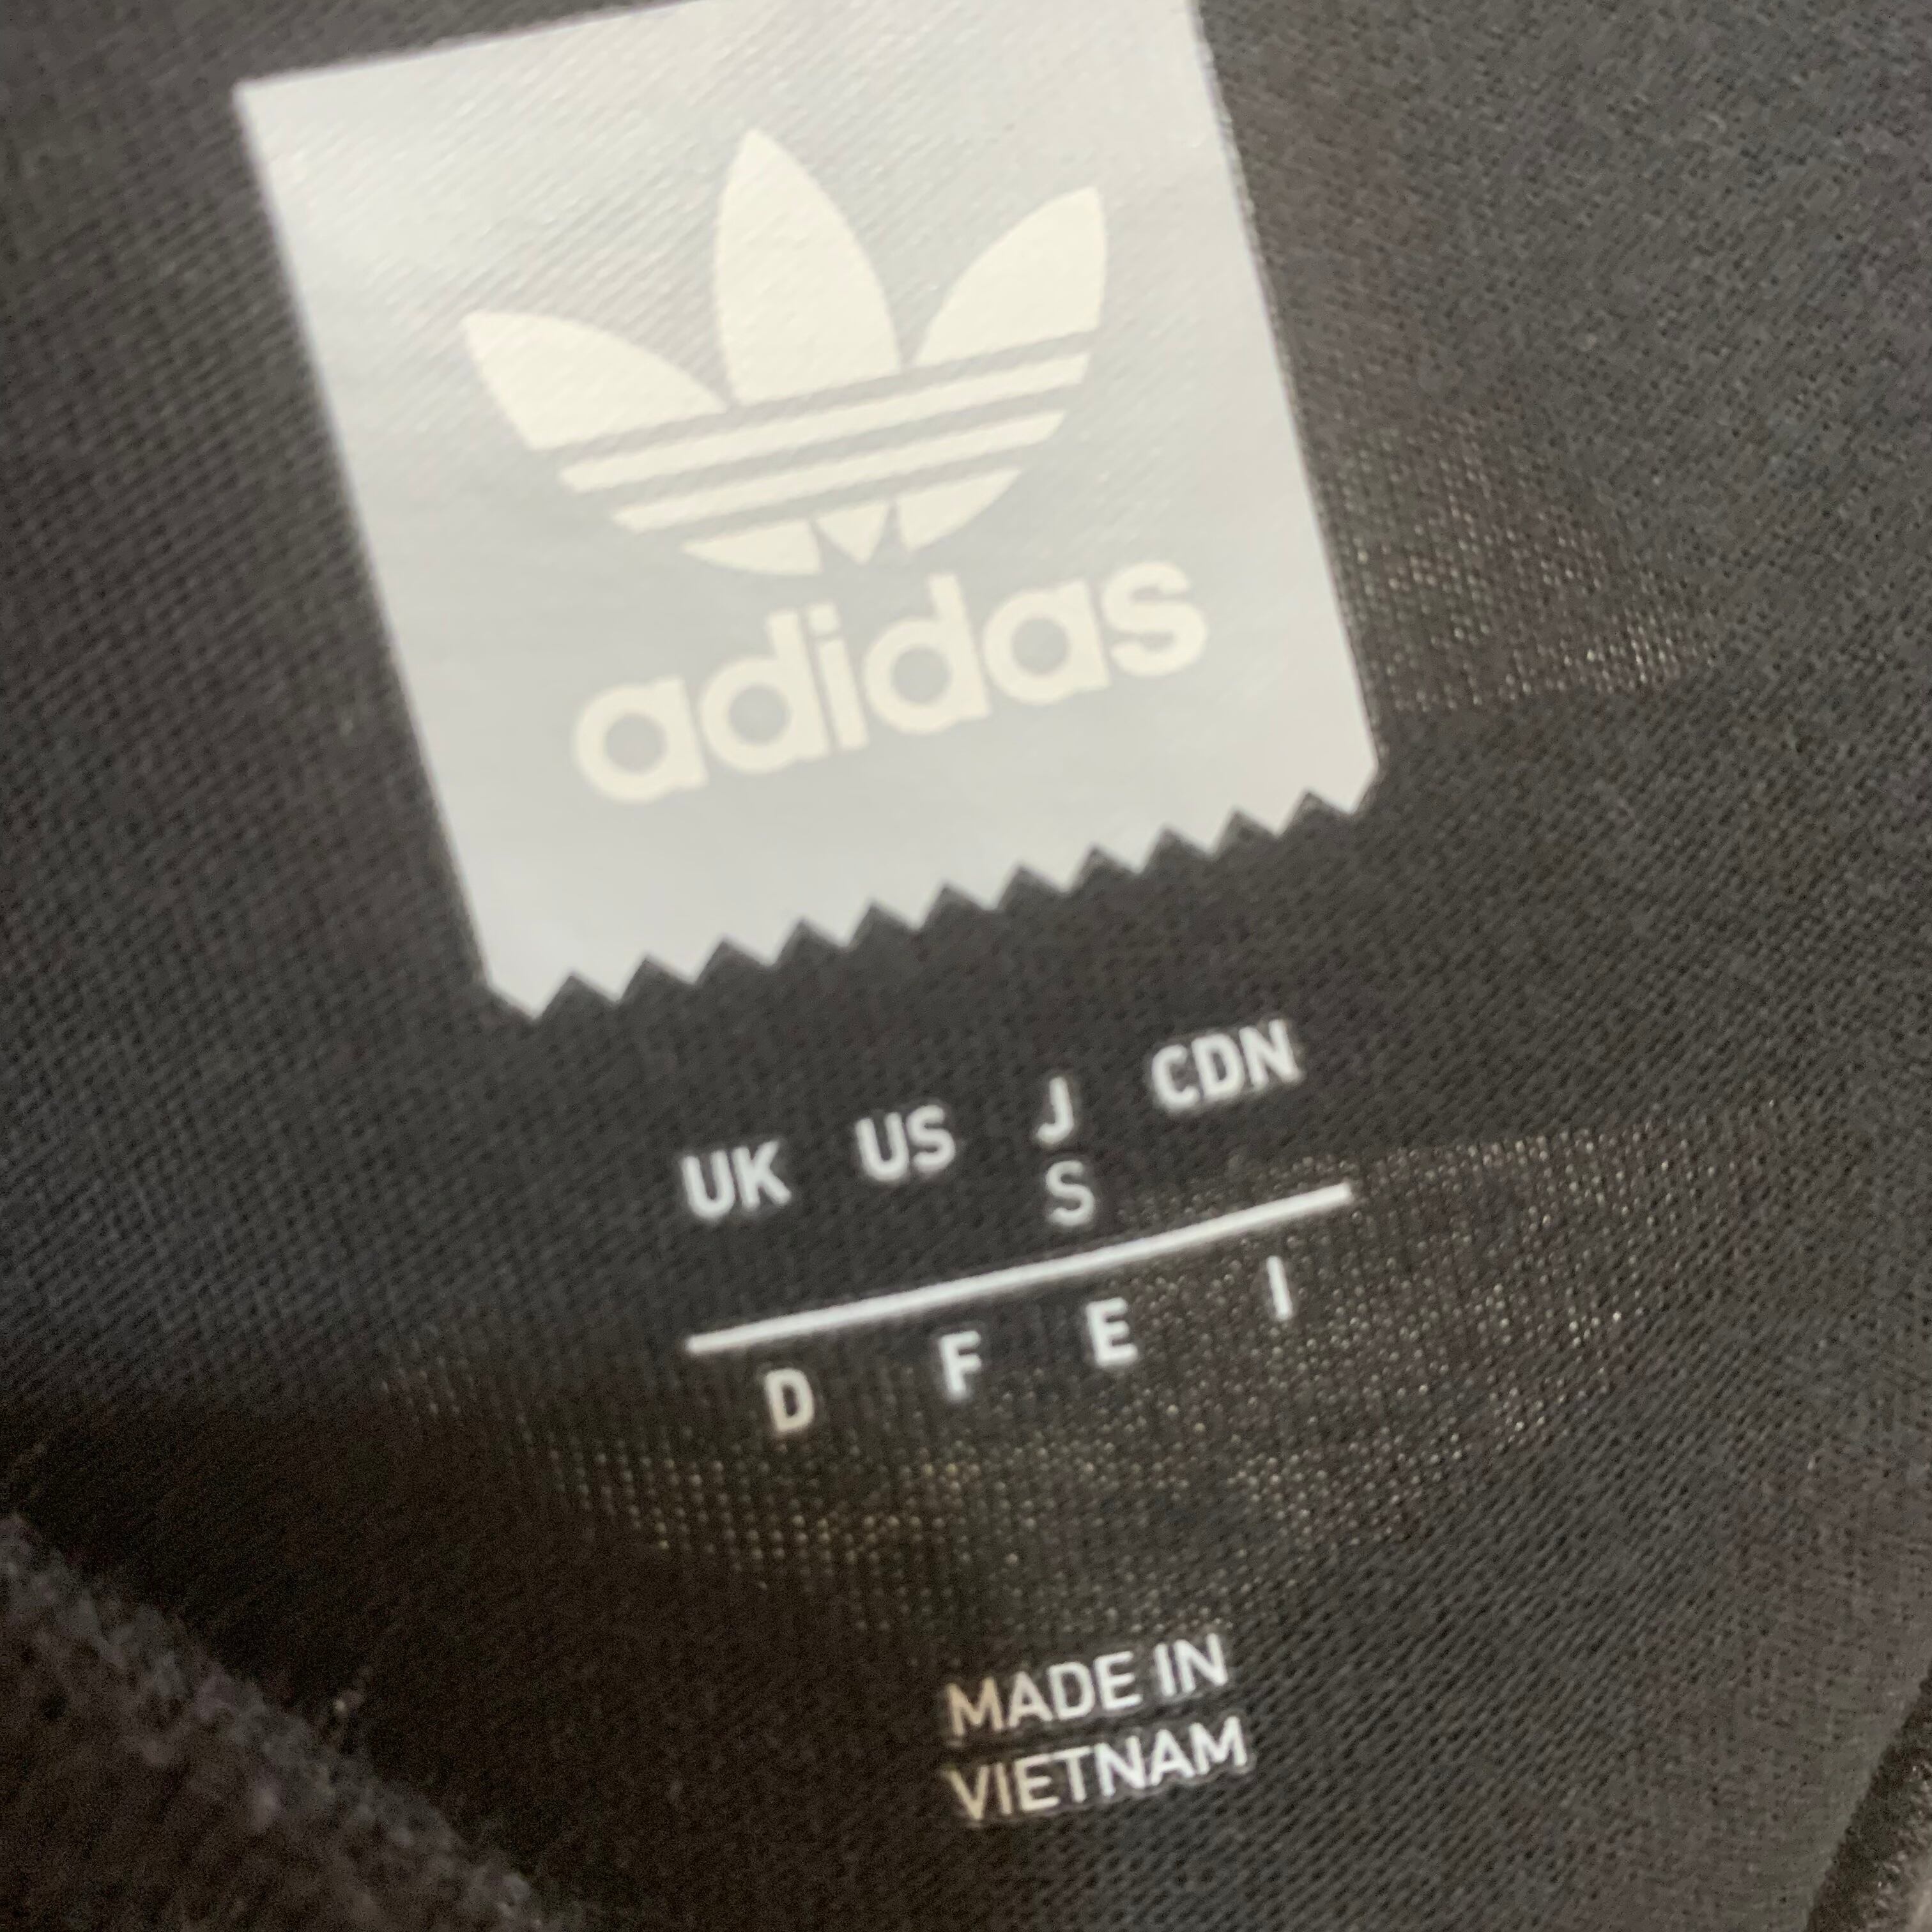 adidas
UK US J CDN
S
D F E I
MADE IN
VIETNAM